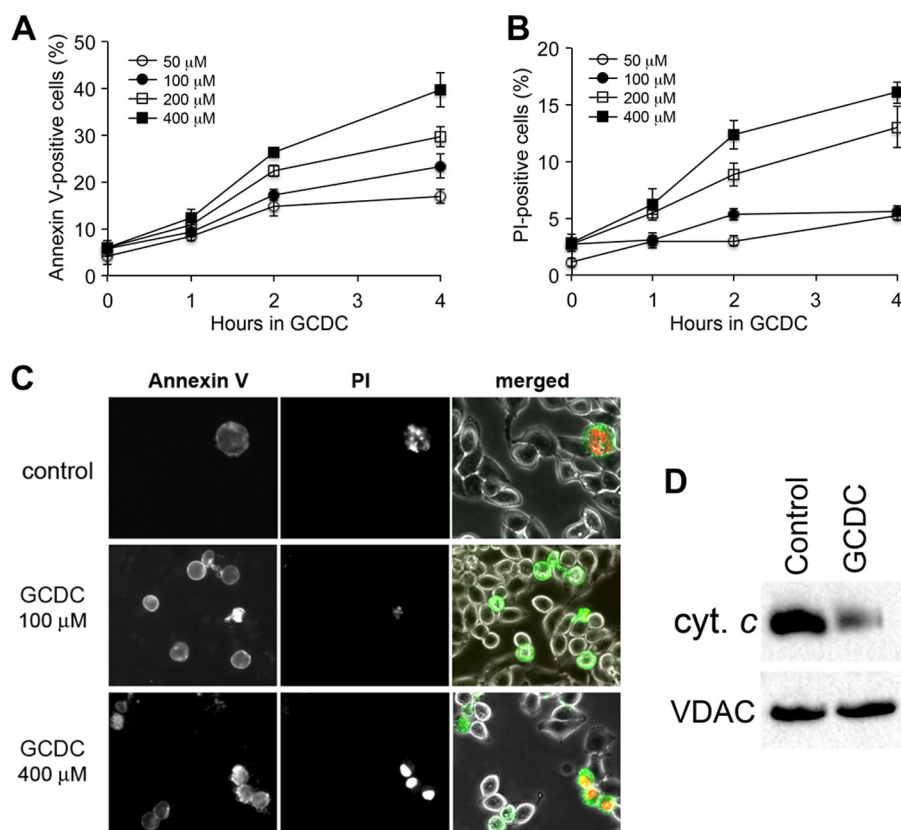 A
Annexin V-positive cells (%)
50
40
30
20
10
0
50 μM
100 μM
200 μM
400 μM
0 1 2 3 4
Hours in GCDC
B
PI-positive cells (%)
20
15
10
5
0
50 μM
100 μM
200 μM
400 μM
0 1 2 3 4
Hours in GCDC
C
Annexin V PI merged
control
GCDC
100 μM
GCDC
400 μM
D
Control
GCDC
cyt. c
VDAC